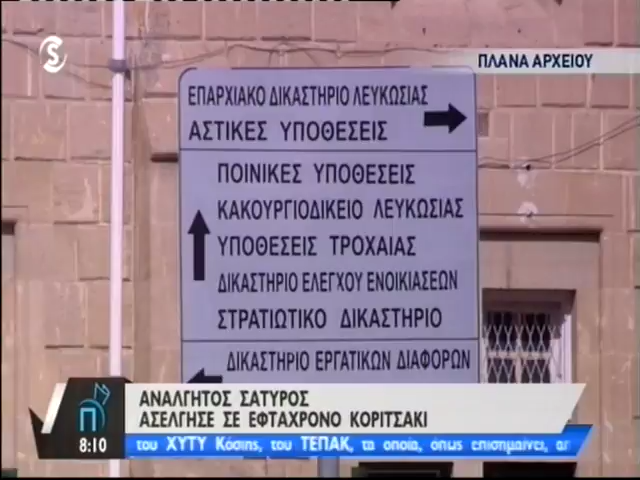 S
ΠΛΑΝΑ ΑΡΧΕΙΟΥ
ΕΠΑΡΧΙΑΚΟ ΔΙΚΑΣΤΗΡΙΟ ΛΕΥΚΩΣΙΑΣ
ΑΣΤΙΚΕΣ ΥΠΟΘΕΣΕΙΣ
ΠΟΙΝΙΚΕΣ ΥΠΟΘΕΣΕΙΣ
ΚΑΚΟΥΡΓΙΟΔΙΚΕΙΟ ΛΕΥΚΩΣΙΑΣ
ΥΠΟΘΕΣΕΙΣ ΤΡΟΧΑΙΑΣ
ΔΙΚΑΣΤΗΡΙΟ ΕΛΕΓΧΟΥ ΕΝΟΙΚΙΑΣΕΩΝ
ΣΤΡΑΤΙΩΤΙΚΟ ΔΙΚΑΣΤΗΡΙΟ
ΔΙΚΑΣΤΗΡΙΟ ΕΡΓΑΤΙΚΩΝ ΔΙΑΦΟΡΩΝ
ΑΝΑΛΓΗΤΟΣ ΣΑΤΥΡΟΣ
ΑΣΕΛΓΗΣΕ ΣΕ ΕΦΤΑΧΡΟΝΟ ΚΟΡΙΤΣΑΚΙ
8:10
του ΧΥΤΥ Κόσιης, του ΤΕΠΑΚ, τα οποία, όπως επισημαίνει, απ